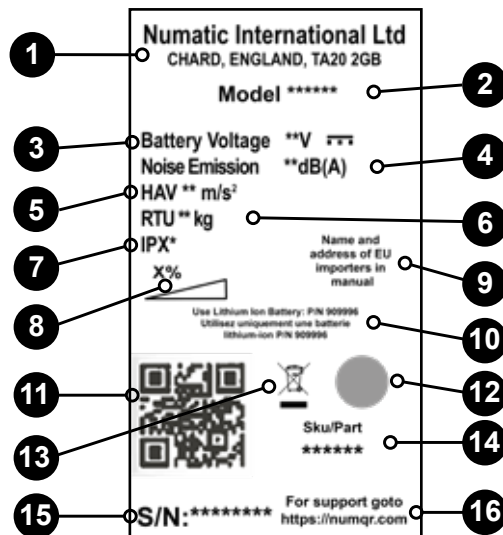 Numatic International Ltd
CHARD, ENGLAND, TA20 2GB
1
Model ******
2
3
Battery Voltage **V
Noise Emission **dB(A)
4
5
HAV ** m/s²
RTU ** kg
6
7
IPX*
Name and
address of EU
importers in
manual
9
X%
8
Use Lithium Ion Battery: P/N 909996
Utilisez uniquement une batterie
lithium-ion P/N 909996
10
11
12
13
Sku/Part
******
14
15
S/N:********
For support goto
https://numqr.com
16